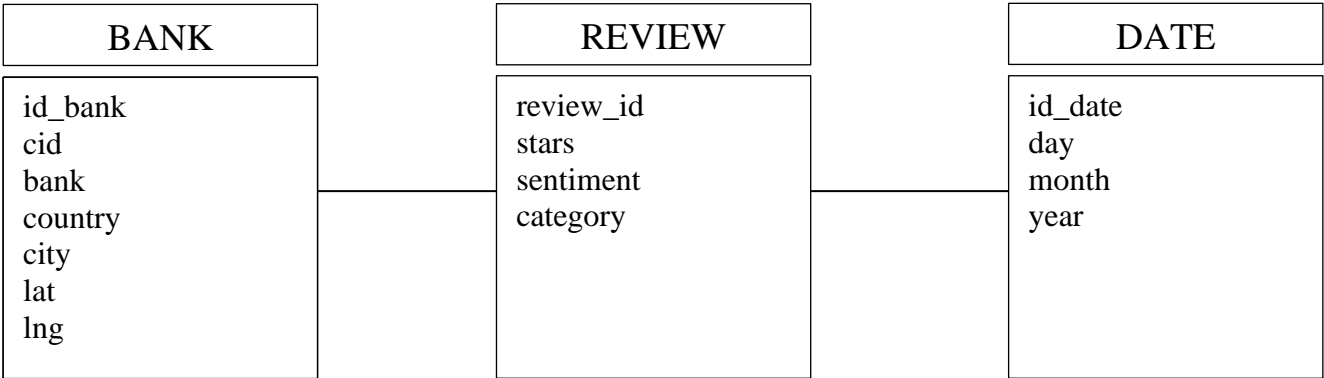 BANK
id_bank
cid
bank
country
city
lat
lng
REVIEW
review_id
stars
sentiment
category
DATE
id_date
day
month
year